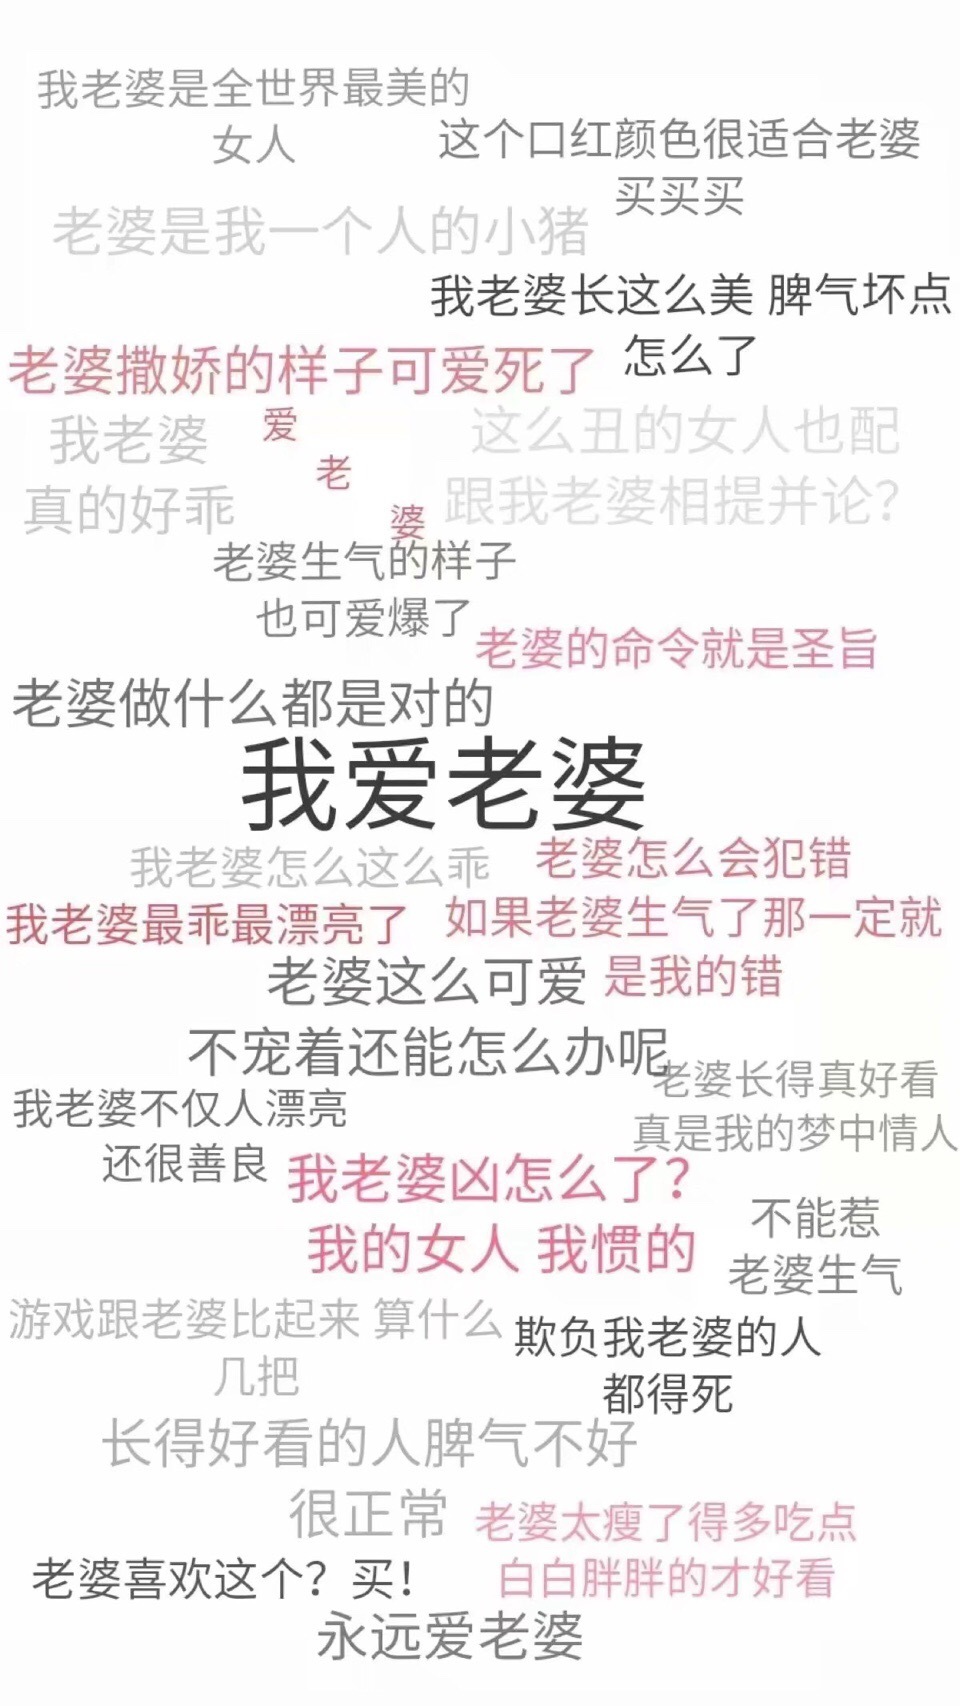 我老婆是全世界最美的
女人
这个口红颜色很适合老婆
买买买
老婆是我一个人的小猪
我老婆长这么美 脾气坏点
怎么了
老婆撒娇的样子可爱死了
爱
老
婆
我老婆
真的好乖
这么丑的女人也配
跟我老婆相提并论？
老婆生气的样子
也可爱爆了
老婆的命令就是圣旨
老婆做什么都是对的
我爱老婆
我老婆怎么这么乖
老婆怎么会犯错
我老婆最乖最漂亮了
如果老婆生气了那一定就
是我的错
老婆这么可爱
不宠着还能怎么办呢
老婆长得真好看
真是我的梦中情人
我老婆不仅人漂亮
还很善良
我老婆凶怎么了？
我的女人 我惯的
不能惹
老婆生气
游戏跟老婆比起来 算什么
几把
欺负我老婆的人
都得死
长得好看的人脾气不好
很正常
老婆太瘦了得多吃点
白白胖胖的才好看
老婆喜欢这个？买！
永远爱老婆